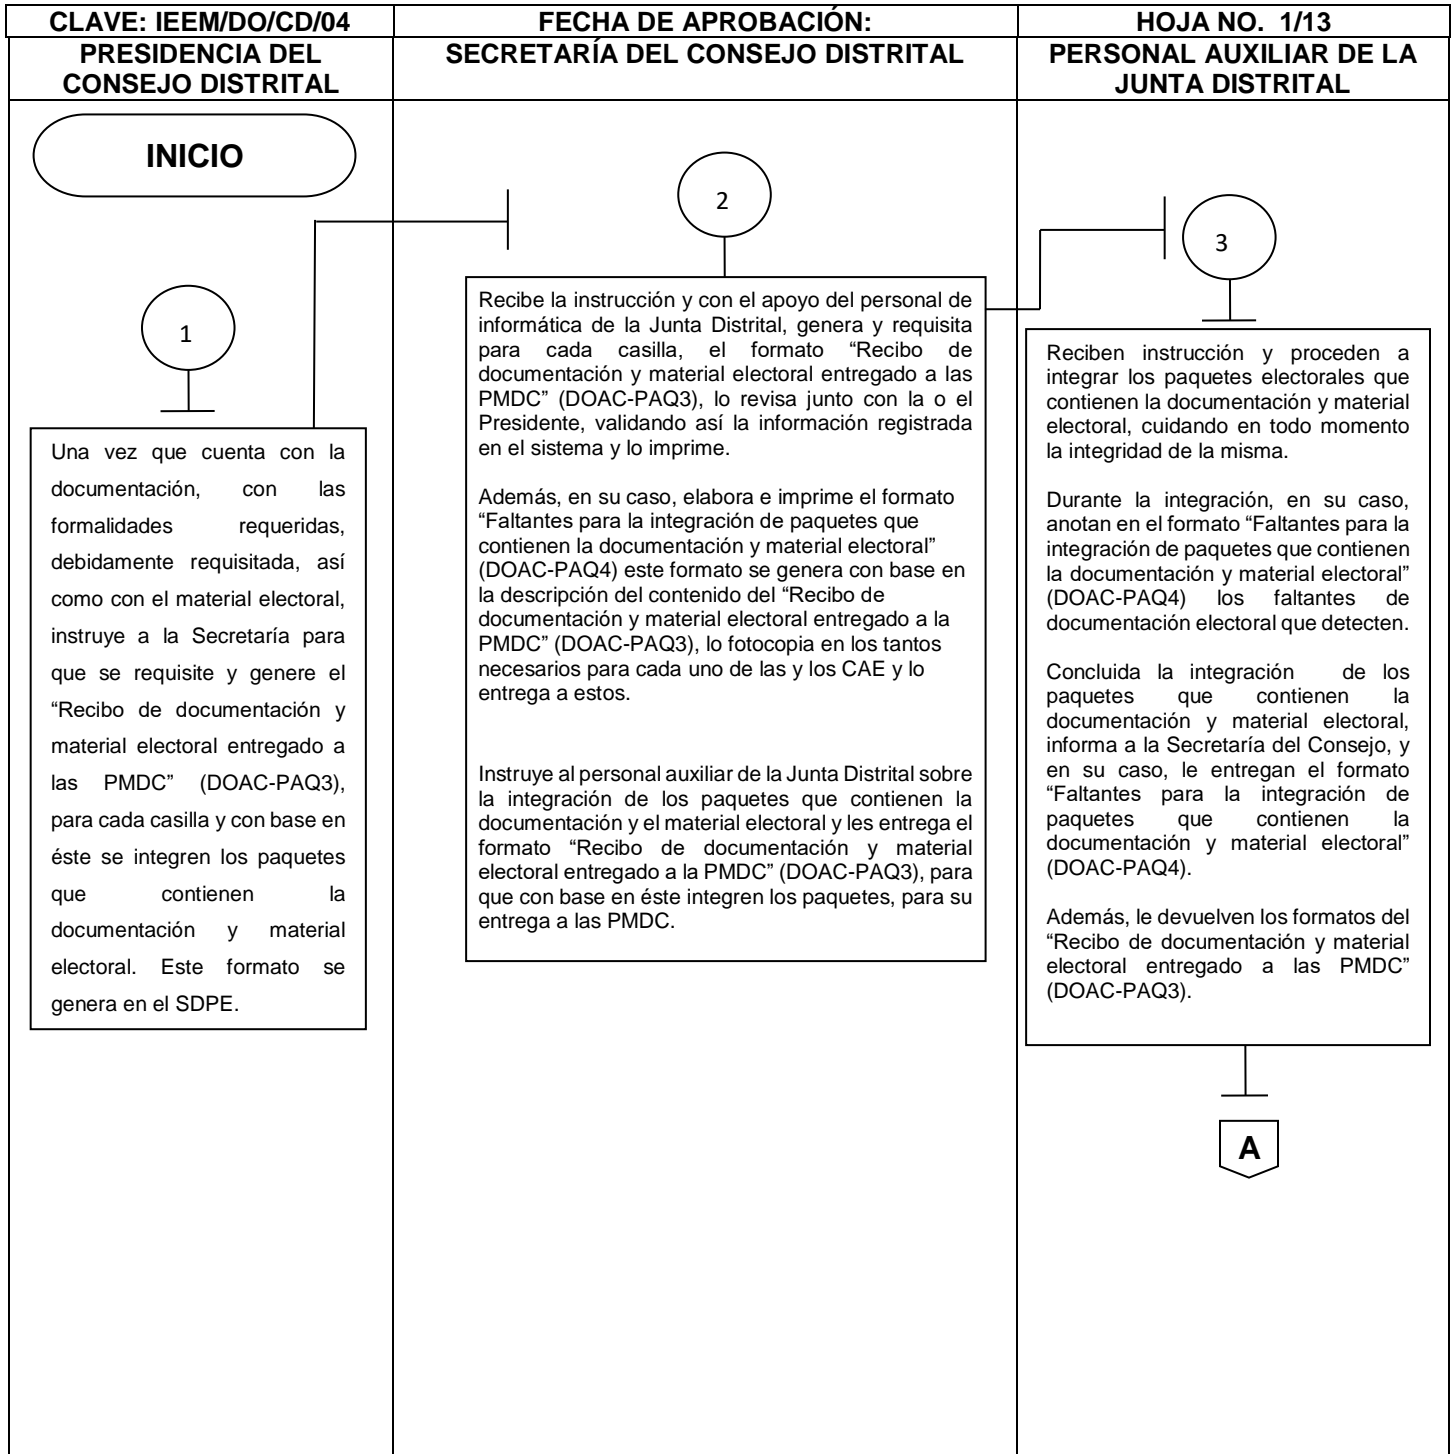 CLAVE: IEEM/DO/CD/04
FECHA DE APROBACIÓN:
HOJA NO. 1/13
PRESIDENCIA DEL
CONSEJO DISTRITAL
SECRETARÍA DEL CONSEJO DISTRITAL
PERSONAL AUXILIAR DE LA
JUNTA DISTRITAL
INICIO
1
Una vez que cuenta con la
documentación, con las
formalidades requeridas,
debidamente requisitada, así
como con el material electoral,
instruye a la Secretaría para
que se requisite y genere el
“Recibo de documentación y
material electoral entregado a
las PMDC” (DOAC-PAQ3),
para cada casilla y con base en
éste se integren los paquetes
que contienen la
documentación y material
electoral. Este formato se
genera en el SDPE.
2
Recibe la instrucción y con el apoyo del personal de
informática de la Junta Distrital, genera y requisita
para cada casilla, el formato “Recibo de
documentación y material electoral entregado a las
PMDC” (DOAC-PAQ3), lo revisa junto con la o el
Presidente, validando así la información registrada
en el sistema y lo imprime.
Además, en su caso, elabora e imprime el formato
“Faltantes para la integración de paquetes que
contienen la documentación y material electoral”
(DOAC-PAQ4) este formato se genera con base en
la descripción del contenido del “Recibo de
documentación y material electoral entregado a la
PMDC” (DOAC-PAQ3), lo fotocopia en los tantos
necesarios para cada uno de las y los CAE y lo
entrega a estos.
Instruye al personal auxiliar de la Junta Distrital sobre
la integración de los paquetes que contienen la
documentación y el material electoral y les entrega el
formato “Recibo de documentación y material
electoral entregado a la PMDC” (DOAC-PAQ3), para
que con base en éste integren los paquetes, para su
entrega a las PMDC.
3
Reciben instrucción y proceden a
integrar los paquetes electorales que
contienen la documentación y material
electoral, cuidando en todo momento
la integridad de la misma.
Durante la integración, en su caso,
anotan en el formato “Faltantes para la
integración de paquetes que contienen
la documentación y material electoral”
(DOAC-PAQ4) los faltantes de
documentación electoral que detecten.
Concluida la integración de los
paquetes que contienen la
documentación y material electoral,
informa a la Secretaría del Consejo, y
en su caso, le entregan el formato
“Faltantes para la integración de
paquetes que contienen la
documentación y material electoral”
(DOAC-PAQ4).
Además, le devuelven los formatos del
“Recibo de documentación y material
electoral entregado a las PMDC”
(DOAC-PAQ3).
A